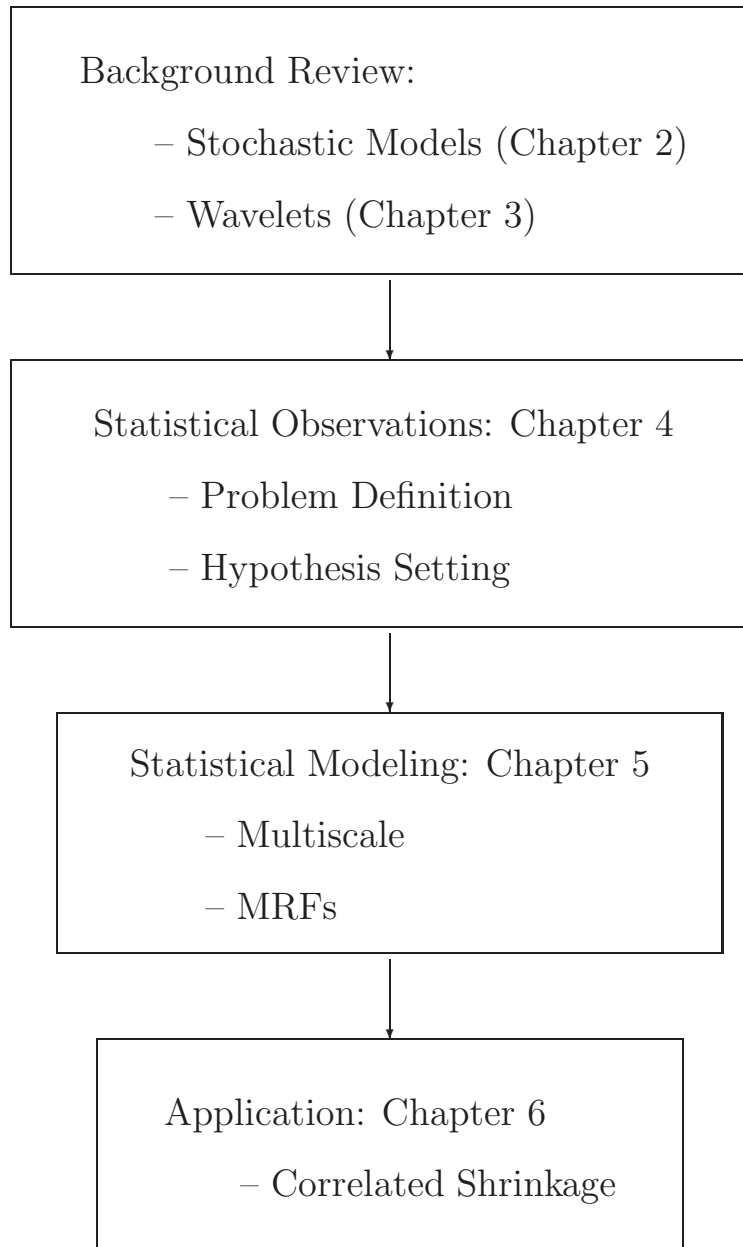 Background Review:
– Stochastic Models (Chapter 2)
– Wavelets (Chapter 3)
Statistical Observations: Chapter 4
– Problem Definition
– Hypothesis Setting
Statistical Modeling: Chapter 5
– Multiscale
– MRFs
Application: Chapter 6
– Correlated Shrinkage